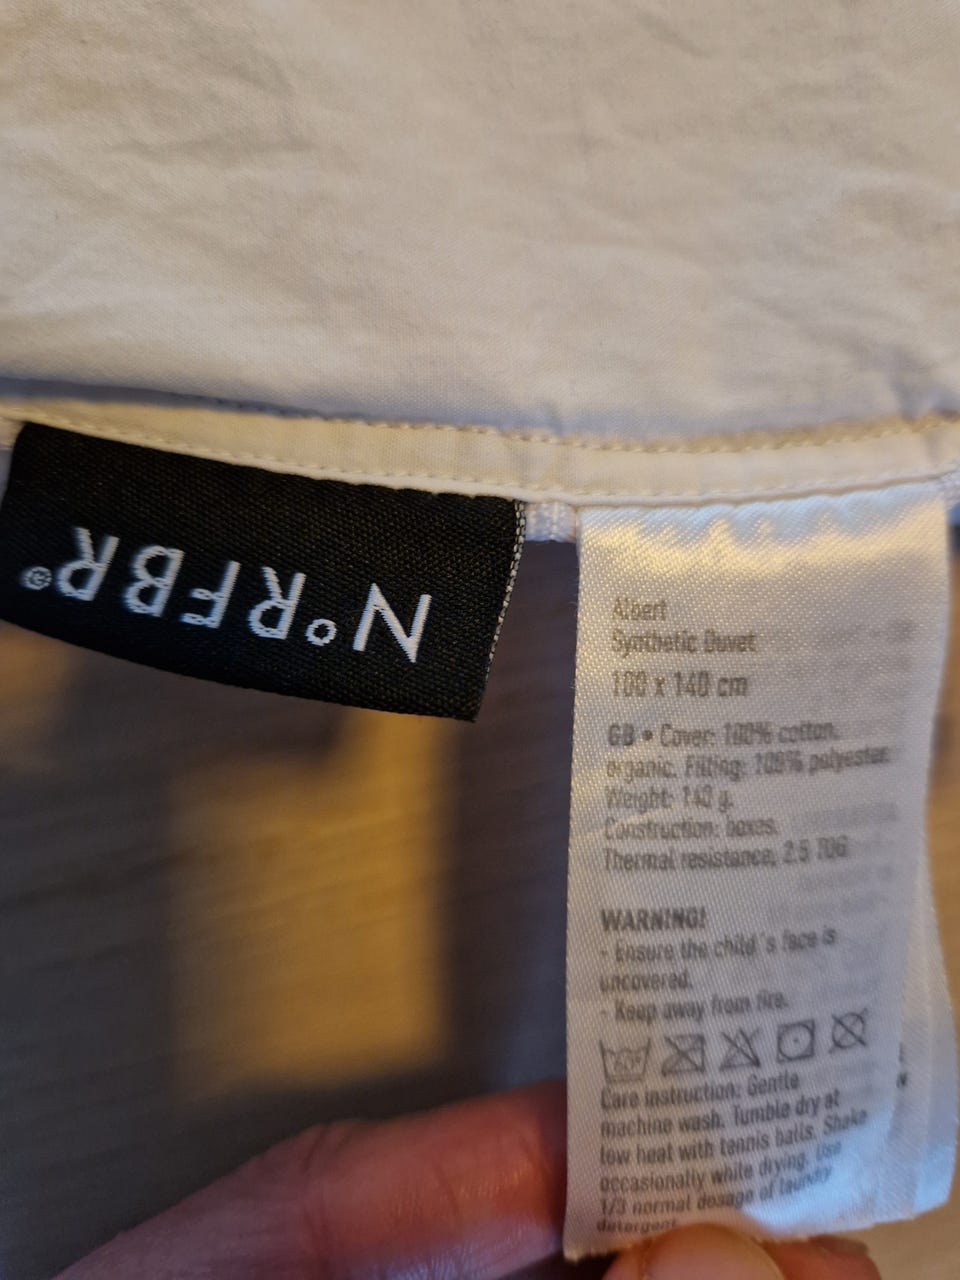 N°RFBR®
Albert
Synthetic Duvet
100 x 140 cm
GB • Cover: 100% cotton,
organic. Filling: 100% polyester.
Weight: 140 g.
Construction: boxes.
Thermal resistance, 2.5 TOG
WARNING!
- Ensure the child´s face is
uncovered.
- Keep away from fire.
60°
Care instruction: Gentle
machine wash. Tumble dry at
low heat with tennis balls. Shake
occasionally while drying. Use
1/3 normal dosage of laundry
detergent.